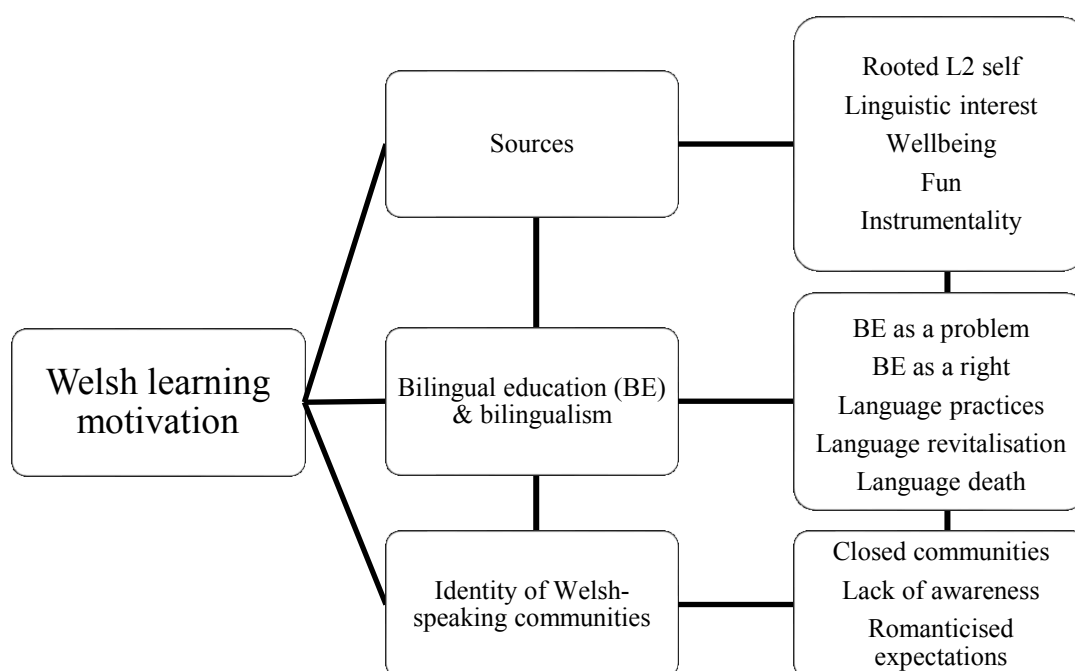 Welsh learning
motivation
Sources
Bilingual education (BE)
& bilingualism
Identity of Welsh-
speaking communities
Rooted L2 self
Linguistic interest
Wellbeing
Fun
Instrumentality
BE as a problem
BE as a right
Language practices
Language revitalisation
Language death
Closed communities
Lack of awareness
Romanticised
expectations